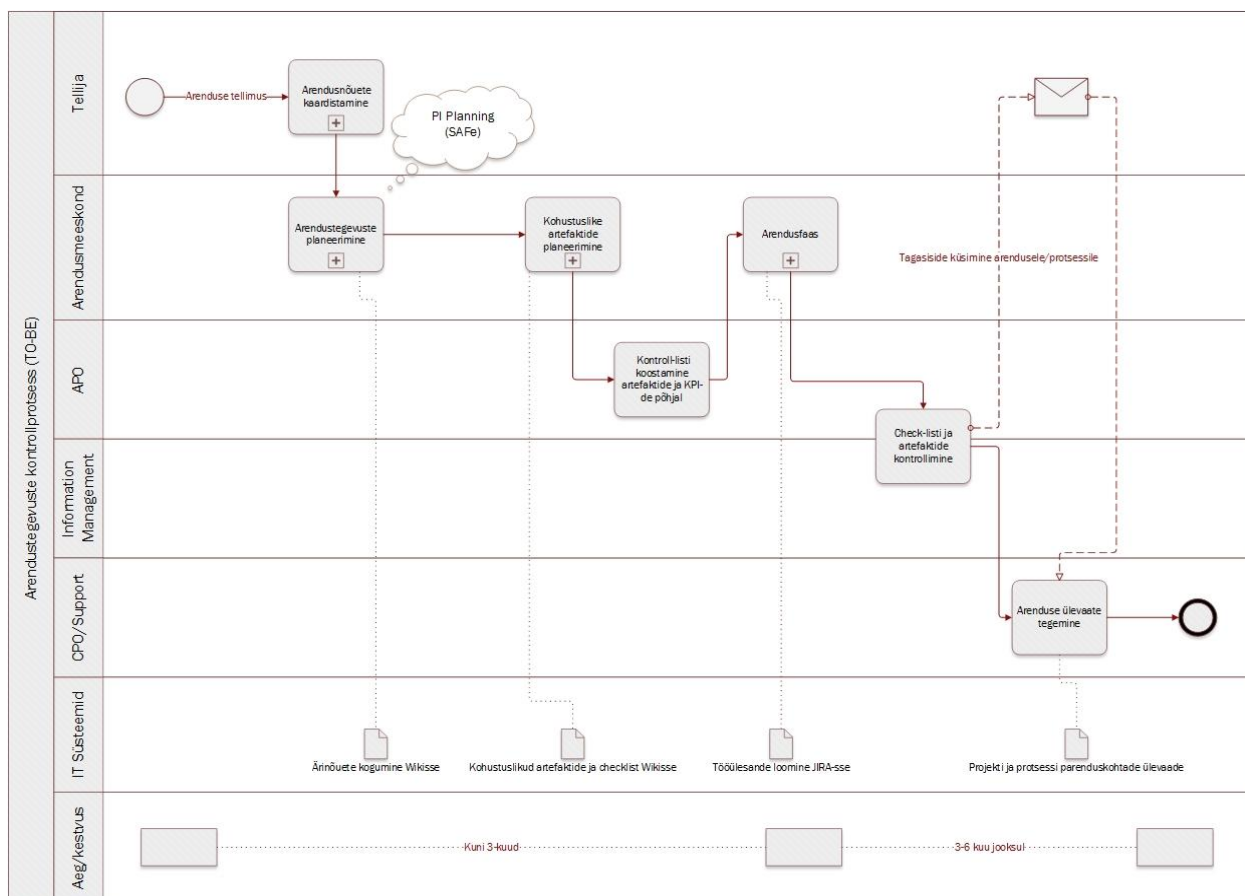 Arendustegevuste kontrollprotsess (TO-BE)
Tellija
Arenduse tellimus
Arendusnõuete
kaardistamine
PI Planning
(SAFe)
Arendusmeeskond
Arendustegevuste
planeerimine
Kohustuslike
artefaktide
planeerimine
Arendusfaas
Tagasiside küsimine arendusele/protsessile
APO
Kontroll-listi
koostamine
artefaktide ja KPI-
de põhjal
Check-listi ja
artefaktide
kontrollimine
Information
Management
CPO/Support
Arenduse ülevaate
tegemine
IT Süsteemid
Ärinõuete kogumine Wikisse
Kohustuslikud artefaktide ja checklist Wikisse
Tööülesande loomine JIRA-sse
Projekti ja protsessi parenduskohtade ülevaade
Aeg/kestvus
Kuni 3-kuud
3-6 kuu jooksul